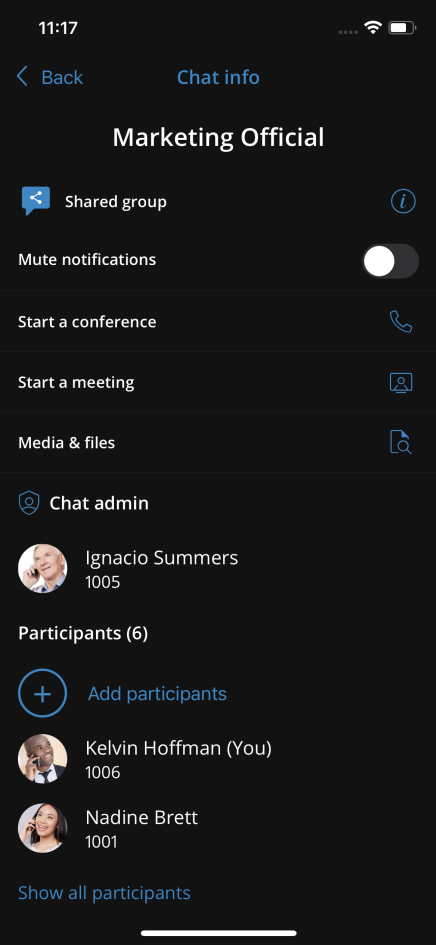 11:17
Back
Chat info
Marketing Official
Shared group
Mute notifications
Start a conference
Start a meeting
Media & files
Chat admin
Ignacio Summers
1005
Participants (6)
Add participants
Kelvin Hoffman (You)
1006
Nadine Brett
1001
Show all participants